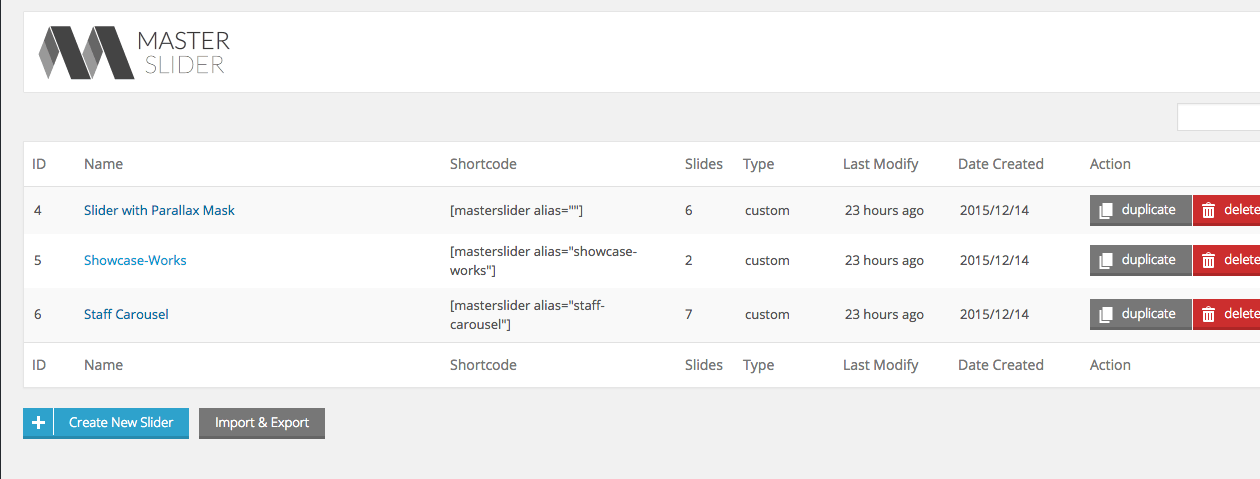 MASTER
SLIDER
ID Name Shortcode Slides Type Last Modify Date Created Action
4 Slider with Parallax Mask [masterslider alias=""] 6 custom 23 hours ago 2015/12/14 duplicate delete
5 Showcase-Works [masterslider alias="showcase-
works"] 2 custom 23 hours ago 2015/12/14 duplicate delete
6 Staff Carousel [masterslider alias="staff-
carousel"] 7 custom 23 hours ago 2015/12/14 duplicate delete
ID Name Shortcode Slides Type Last Modify Date Created Action
+ Create New Slider Import & Export